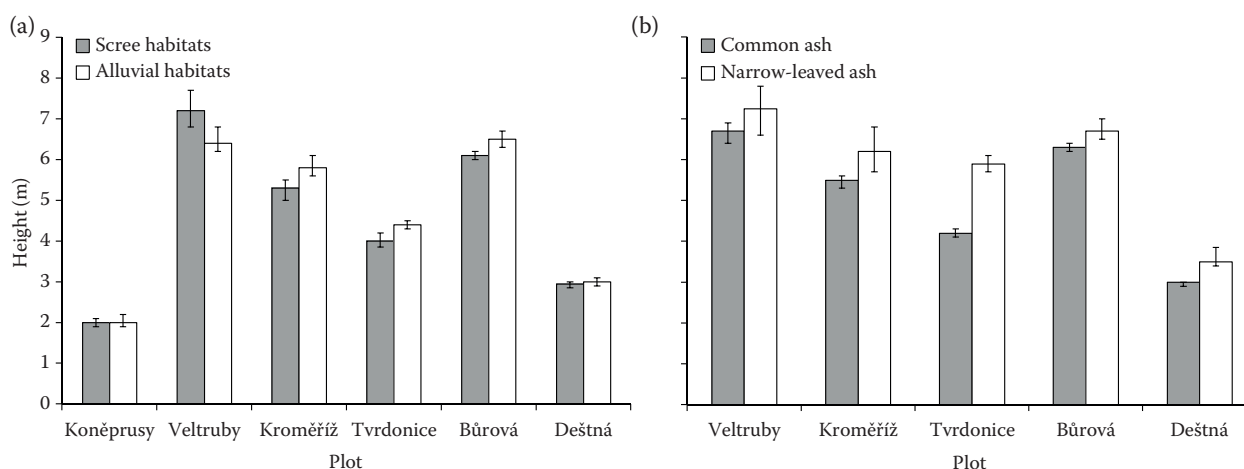 (a)
9
8
7
6
5
4
3
2
1
0
Height (m)
Scree habitats
Alluvial habitats
Koněprusy Veltruby Kroměříž Tvrdonice Bůrová Deštná
Plot
(b)
Common ash
Narrow-leaved ash
Veltruby Kroměříž Tvrdonice Bůrová Deštná
Plot